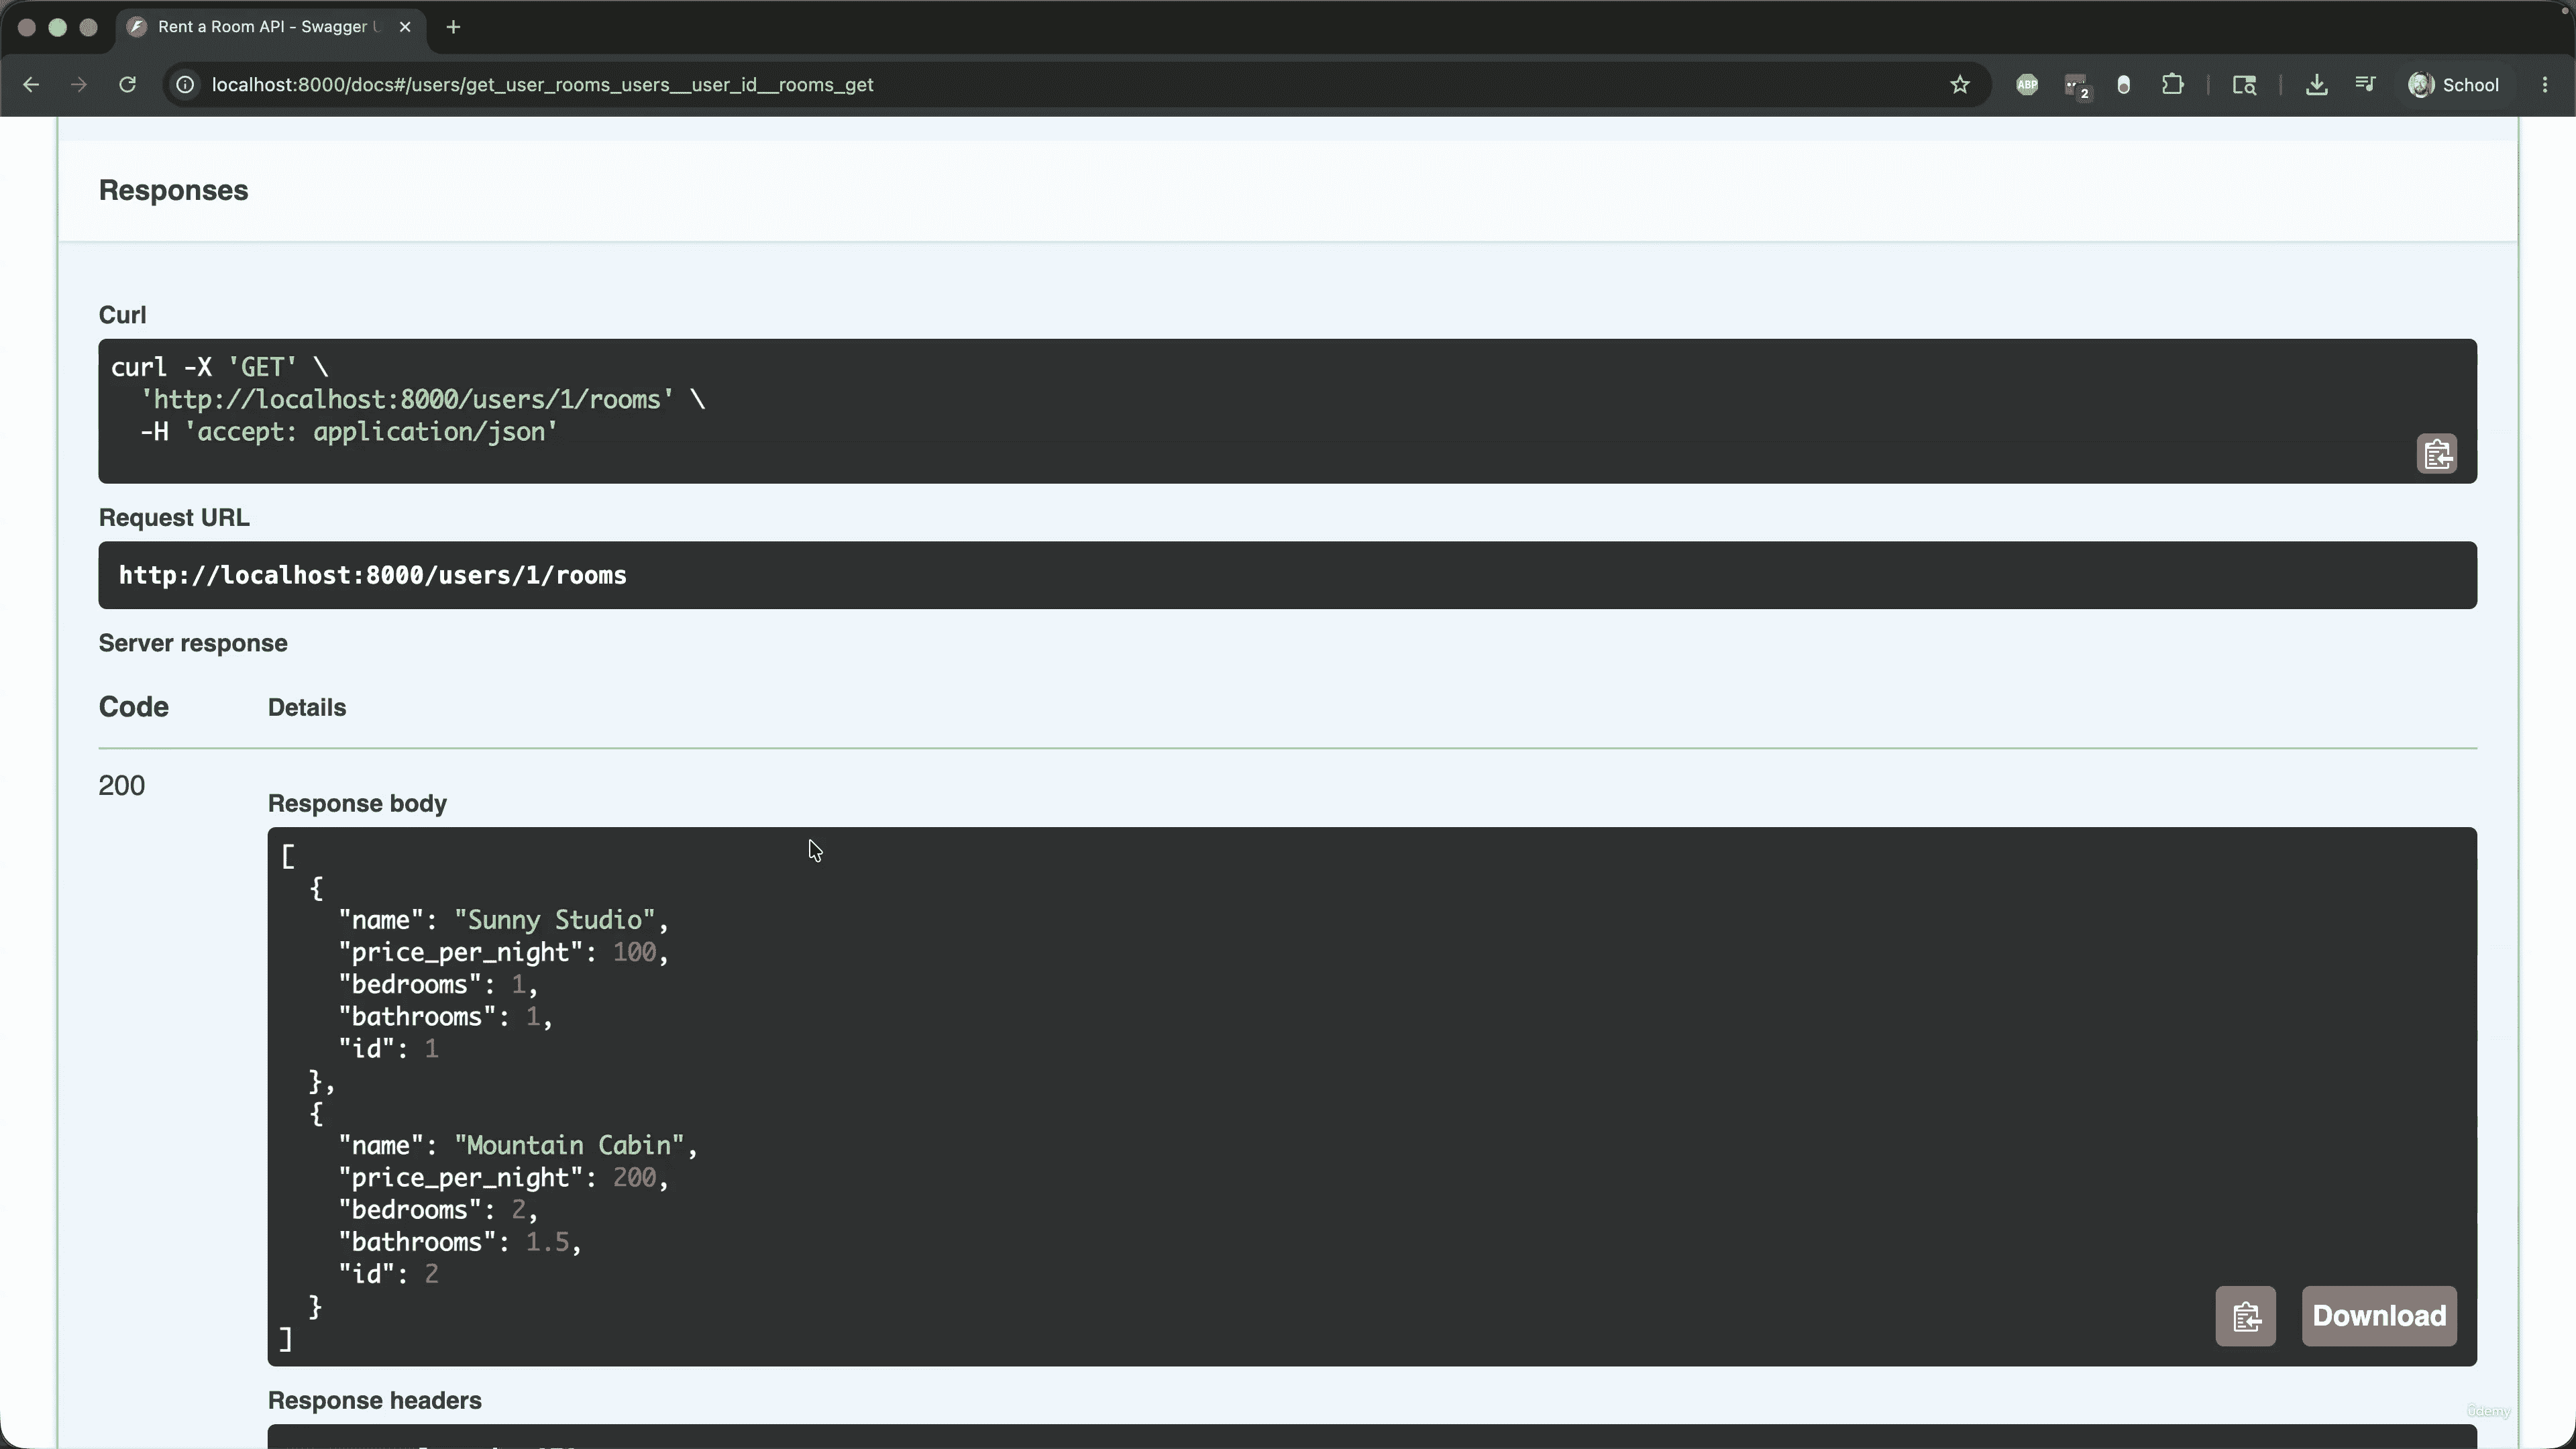 Rent a Room API - Swagger
localhost:8000/docs#/users/get_user_rooms_users__user_id__rooms_get
ABP
2
School
Responses
Curl
curl -X 'GET' \
  'http://localhost:8000/users/1/rooms' \
  -H 'accept: application/json'
Request URL
http://localhost:8000/users/1/rooms
Server response
Code Details
200
Response body
[
  {
    "name": "Sunny Studio",
    "price_per_night": 100,
    "bedrooms": 1,
    "bathrooms": 1,
    "id": 1
  },
  {
    "name": "Mountain Cabin",
    "price_per_night": 200,
    "bedrooms": 2,
    "bathrooms": 1.5,
    "id": 2
  }
]
Download
Response headers
udemy